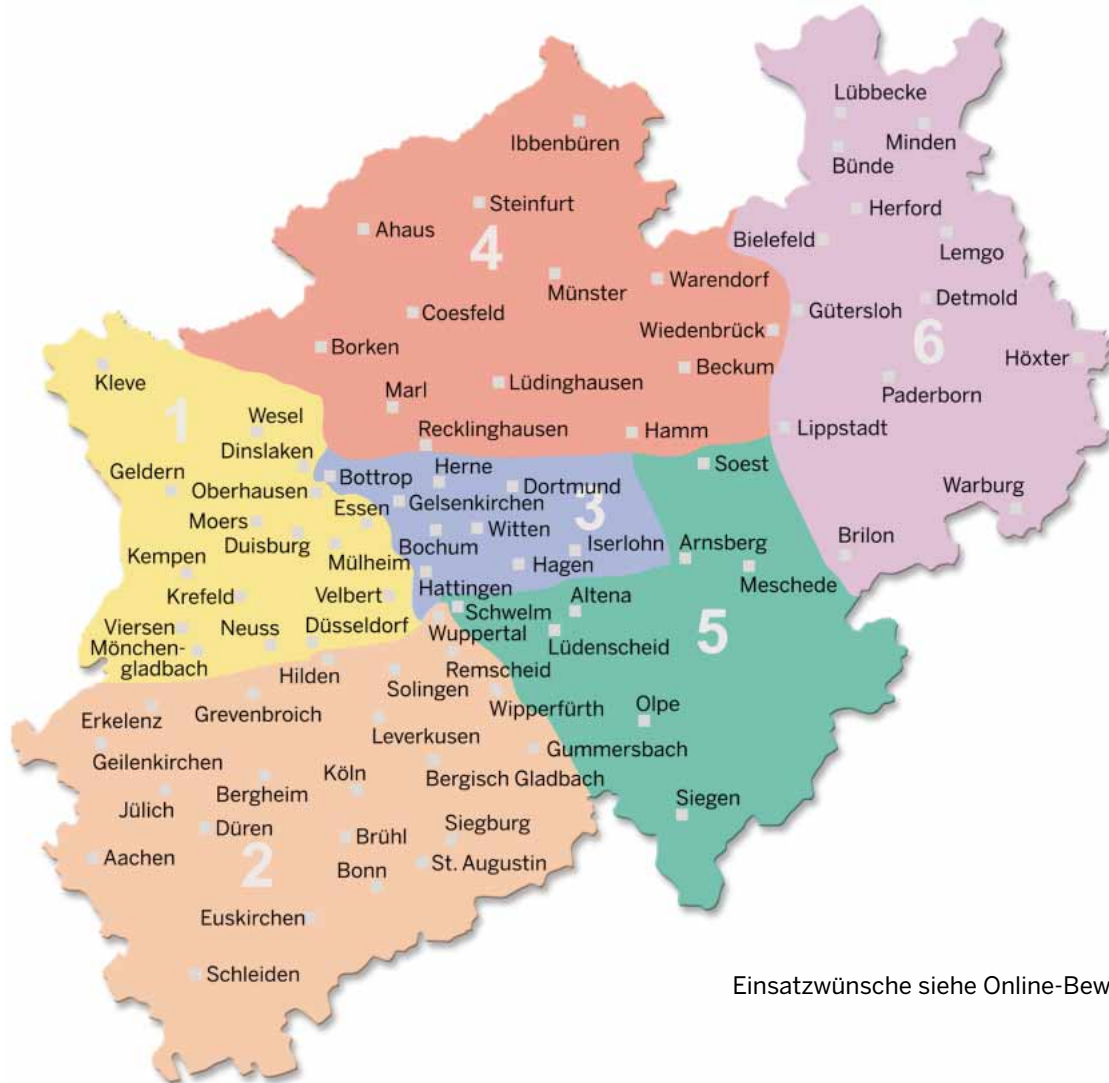 Lübbecke
Minden
Bünde
Ibbenbüren
Steinfurt
Herford
Ahaus
Bielefeld
Lemgo
4
Münster
Warendorf
Detmold
Coesfeld
Gütersloh
Wiedenbrück
6
Borken
Höxter
Kleve
Beckum
Lüdinghausen
Paderborn
Marl
1
Wesel
Recklinghausen
Hamm
Lippstadt
Dinslaken
Soest
Geldern
Bottrop
Herne
Oberhausen
Gelsenkirchen
Dortmund
Warburg
Essen
3
Moers
Witten
Duisburg
Bochum
Iserlohn
Arnsberg
Brilon
Kempen
Mülheim
Hagen
Meschede
Hattingen
Krefeld
Velbert
Schwelm
Altena
Viersen
Neuss
Düsseldorf
Wuppertal
5
Mönchen-
gladbach
Lüdenscheid
Hilden
Remscheid
Solingen
Erkelenz
Grevenbroich
Wipperfürth
Olpe
Leverkusen
Geilenkirchen
Gummersbach
Köln
Bergisch Gladbach
Bergheim
Jülich
Siegen
Düren
Brühl
Siegburg
Aachen
2
Bonn
St. Augustin
Euskirchen
Schleiden
Einsatzwünsche siehe Online-Bew